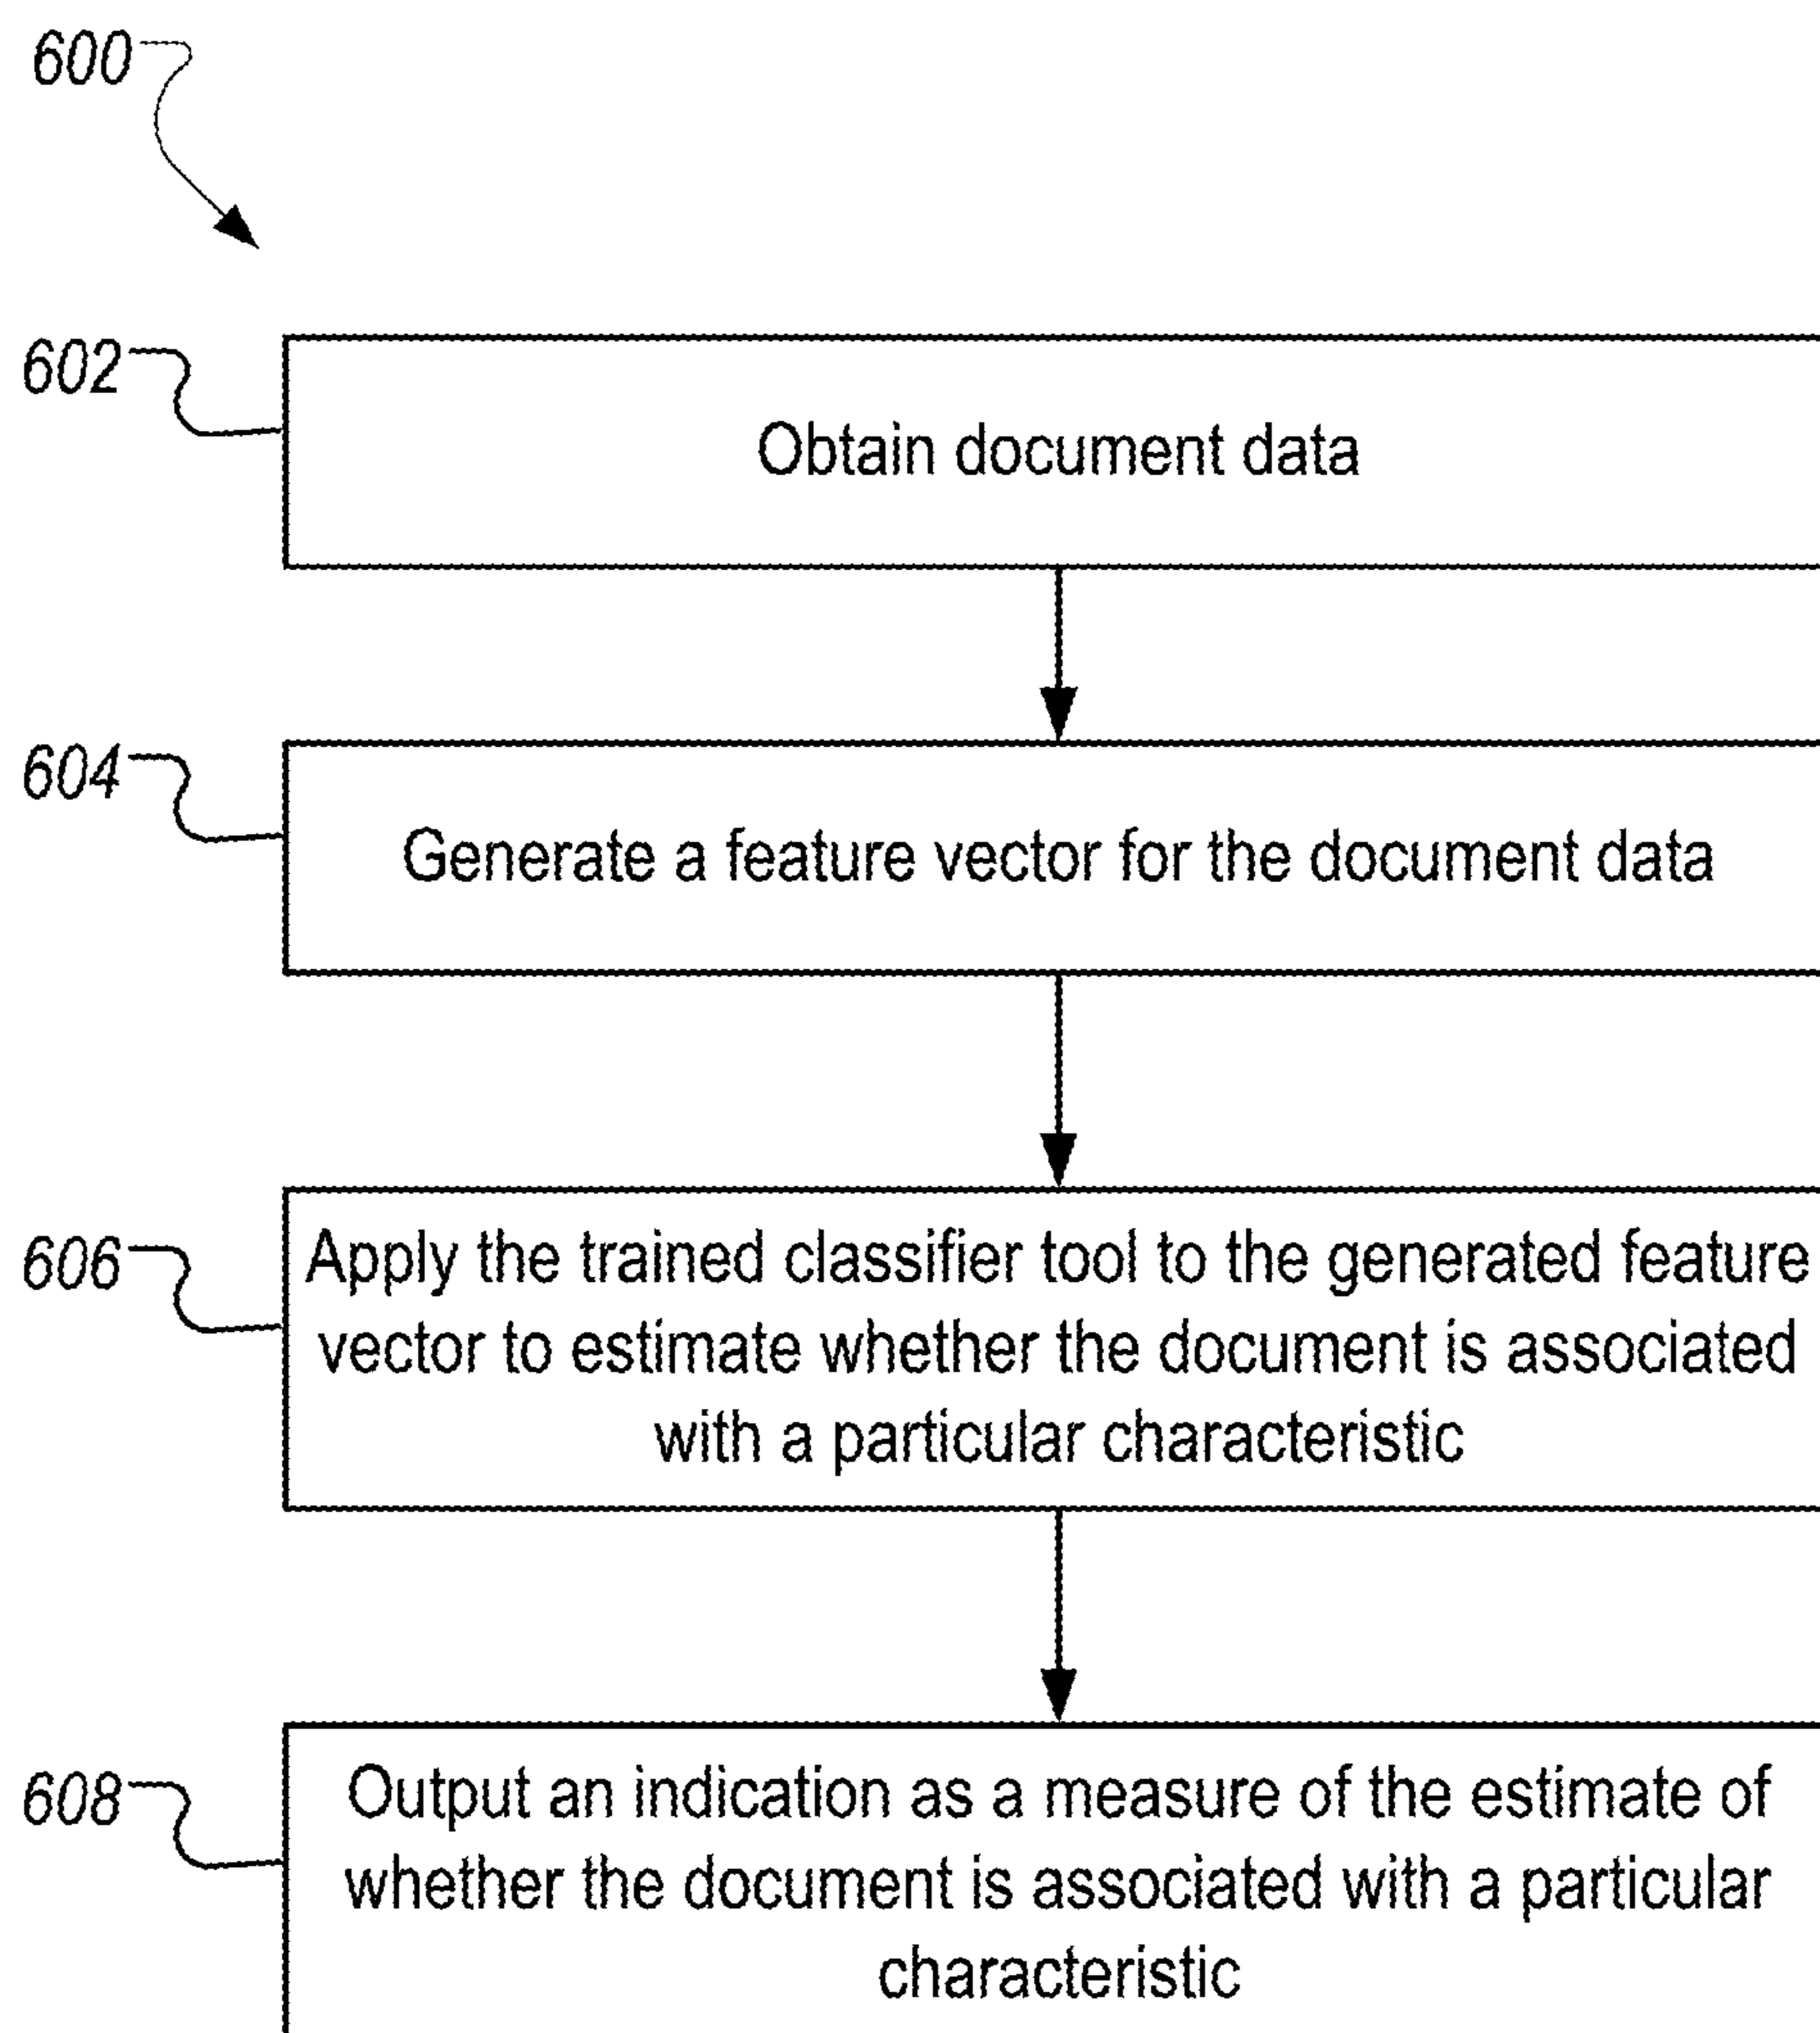 600
602
Obtain document data
604
Generate a feature vector for the document data
606
Apply the trained classifier tool to the generated feature
vector to estimate whether the document is associated
with a particular characteristic
608
Output an indication as a measure of the estimate of
whether the document is associated with a particular
characteristic